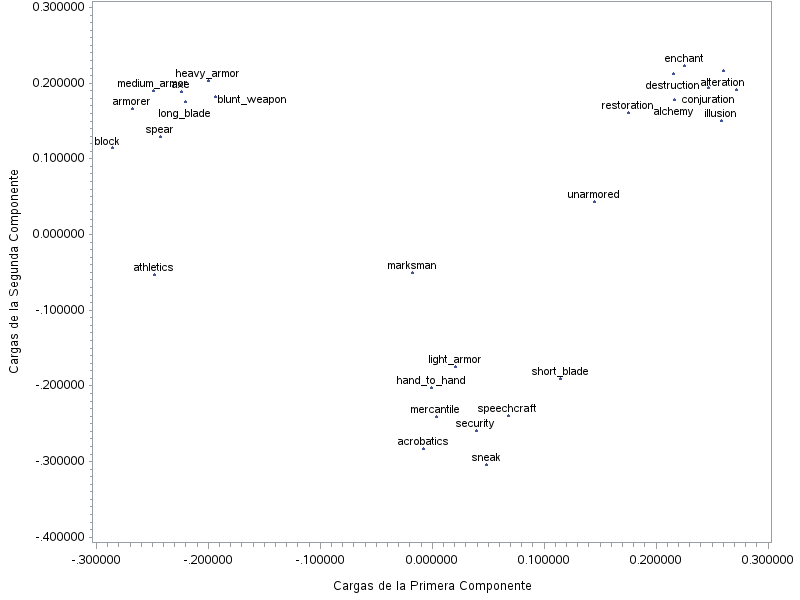 0.300000
0.200000
0.100000
0.000000
-.100000
-.200000
-.300000
-.400000
Cargas de la Segunda Componente
enchant
heavy_armor
medium_armor
axe
destruction
alteration
armorer
blunt_weapon
conjuration
restoration
long_blade
alchemy
illusion
spear
block
unarmored
athletics
marksman
light_armor
short_blade
hand_to_hand
mercantile
speechcraft
security
acrobatics
sneak
-.300000
-.200000
-.100000
0.000000
0.100000
0.200000
0.300000
Cargas de la Primera Componente